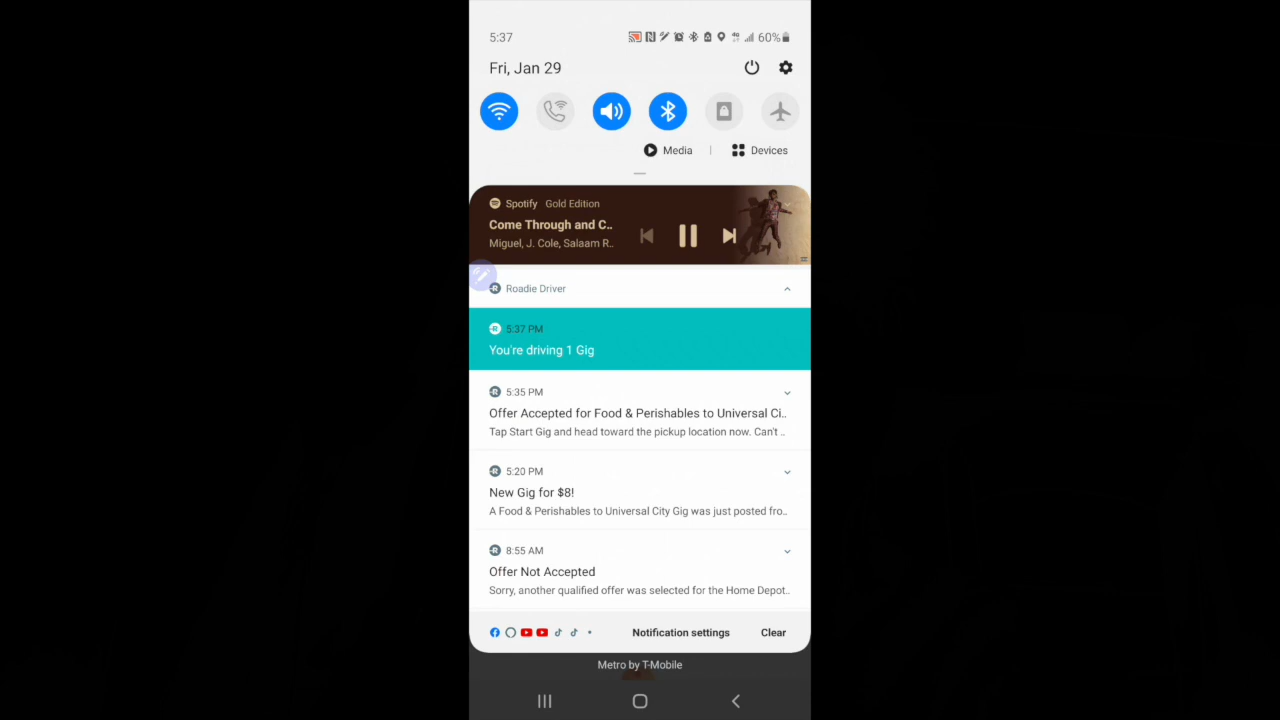 5:37
60%
Fri, Jan 29
Media
Devices
Spotify Gold Edition
Come Through and C..
Miguel, J. Cole, Salaam R..
Roadie Driver
5:37 PM
You're driving 1 Gig
5:35 PM
Offer Accepted for Food & Perishables to Universal Ci..
Tap Start Gig and head toward the pickup location now. Can't ..
5:20 PM
New Gig for $8!
A Food & Perishables to Universal City Gig was just posted fro..
8:55 AM
Offer Not Accepted
Sorry, another qualified offer was selected for the Home Depot..
Notification settings
Clear
Metro by T-Mobile